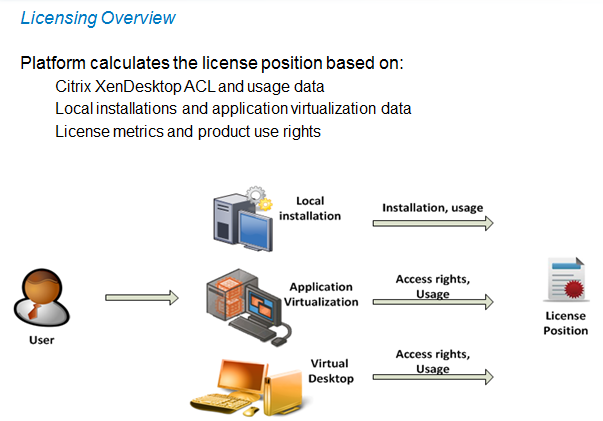 Licensing Overview
Platform calculates the license position based on:
Citrix XenDesktop ACL and usage data
Local installations and application virtualization data
License metrics and product use rights
Local
installation
Installation, usage
User
Application
Virtualization
Access rights,
Usage
License
Position
Virtual
Desktop
Access rights,
Usage